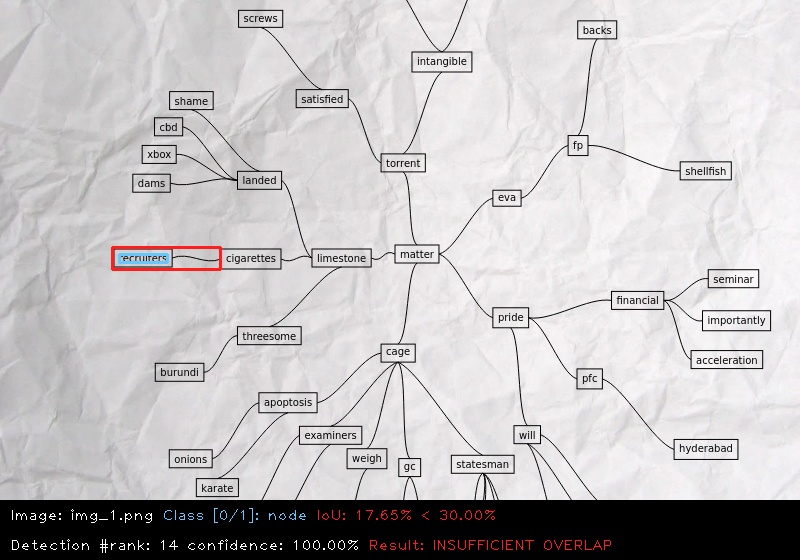 screws
backs
intangible
satisfied
shame
cbd
xbox
dams
landed
torrent
fp
shellfish
eva
recruiters
cigarettes
limestone
matter
seminar
financial
pride
importantly
threesome
cage
acceleration
burundi
pfc
apoptosis
onions
examiners
will
hyderabad
weigh
gc
statesman
karate
Image: img_1.png Class [0/1]: node IoU: 17.65% < 30.00%
Detection #rank: 14 confidence: 100.00% Result: INSUFFICIENT OVERLAP